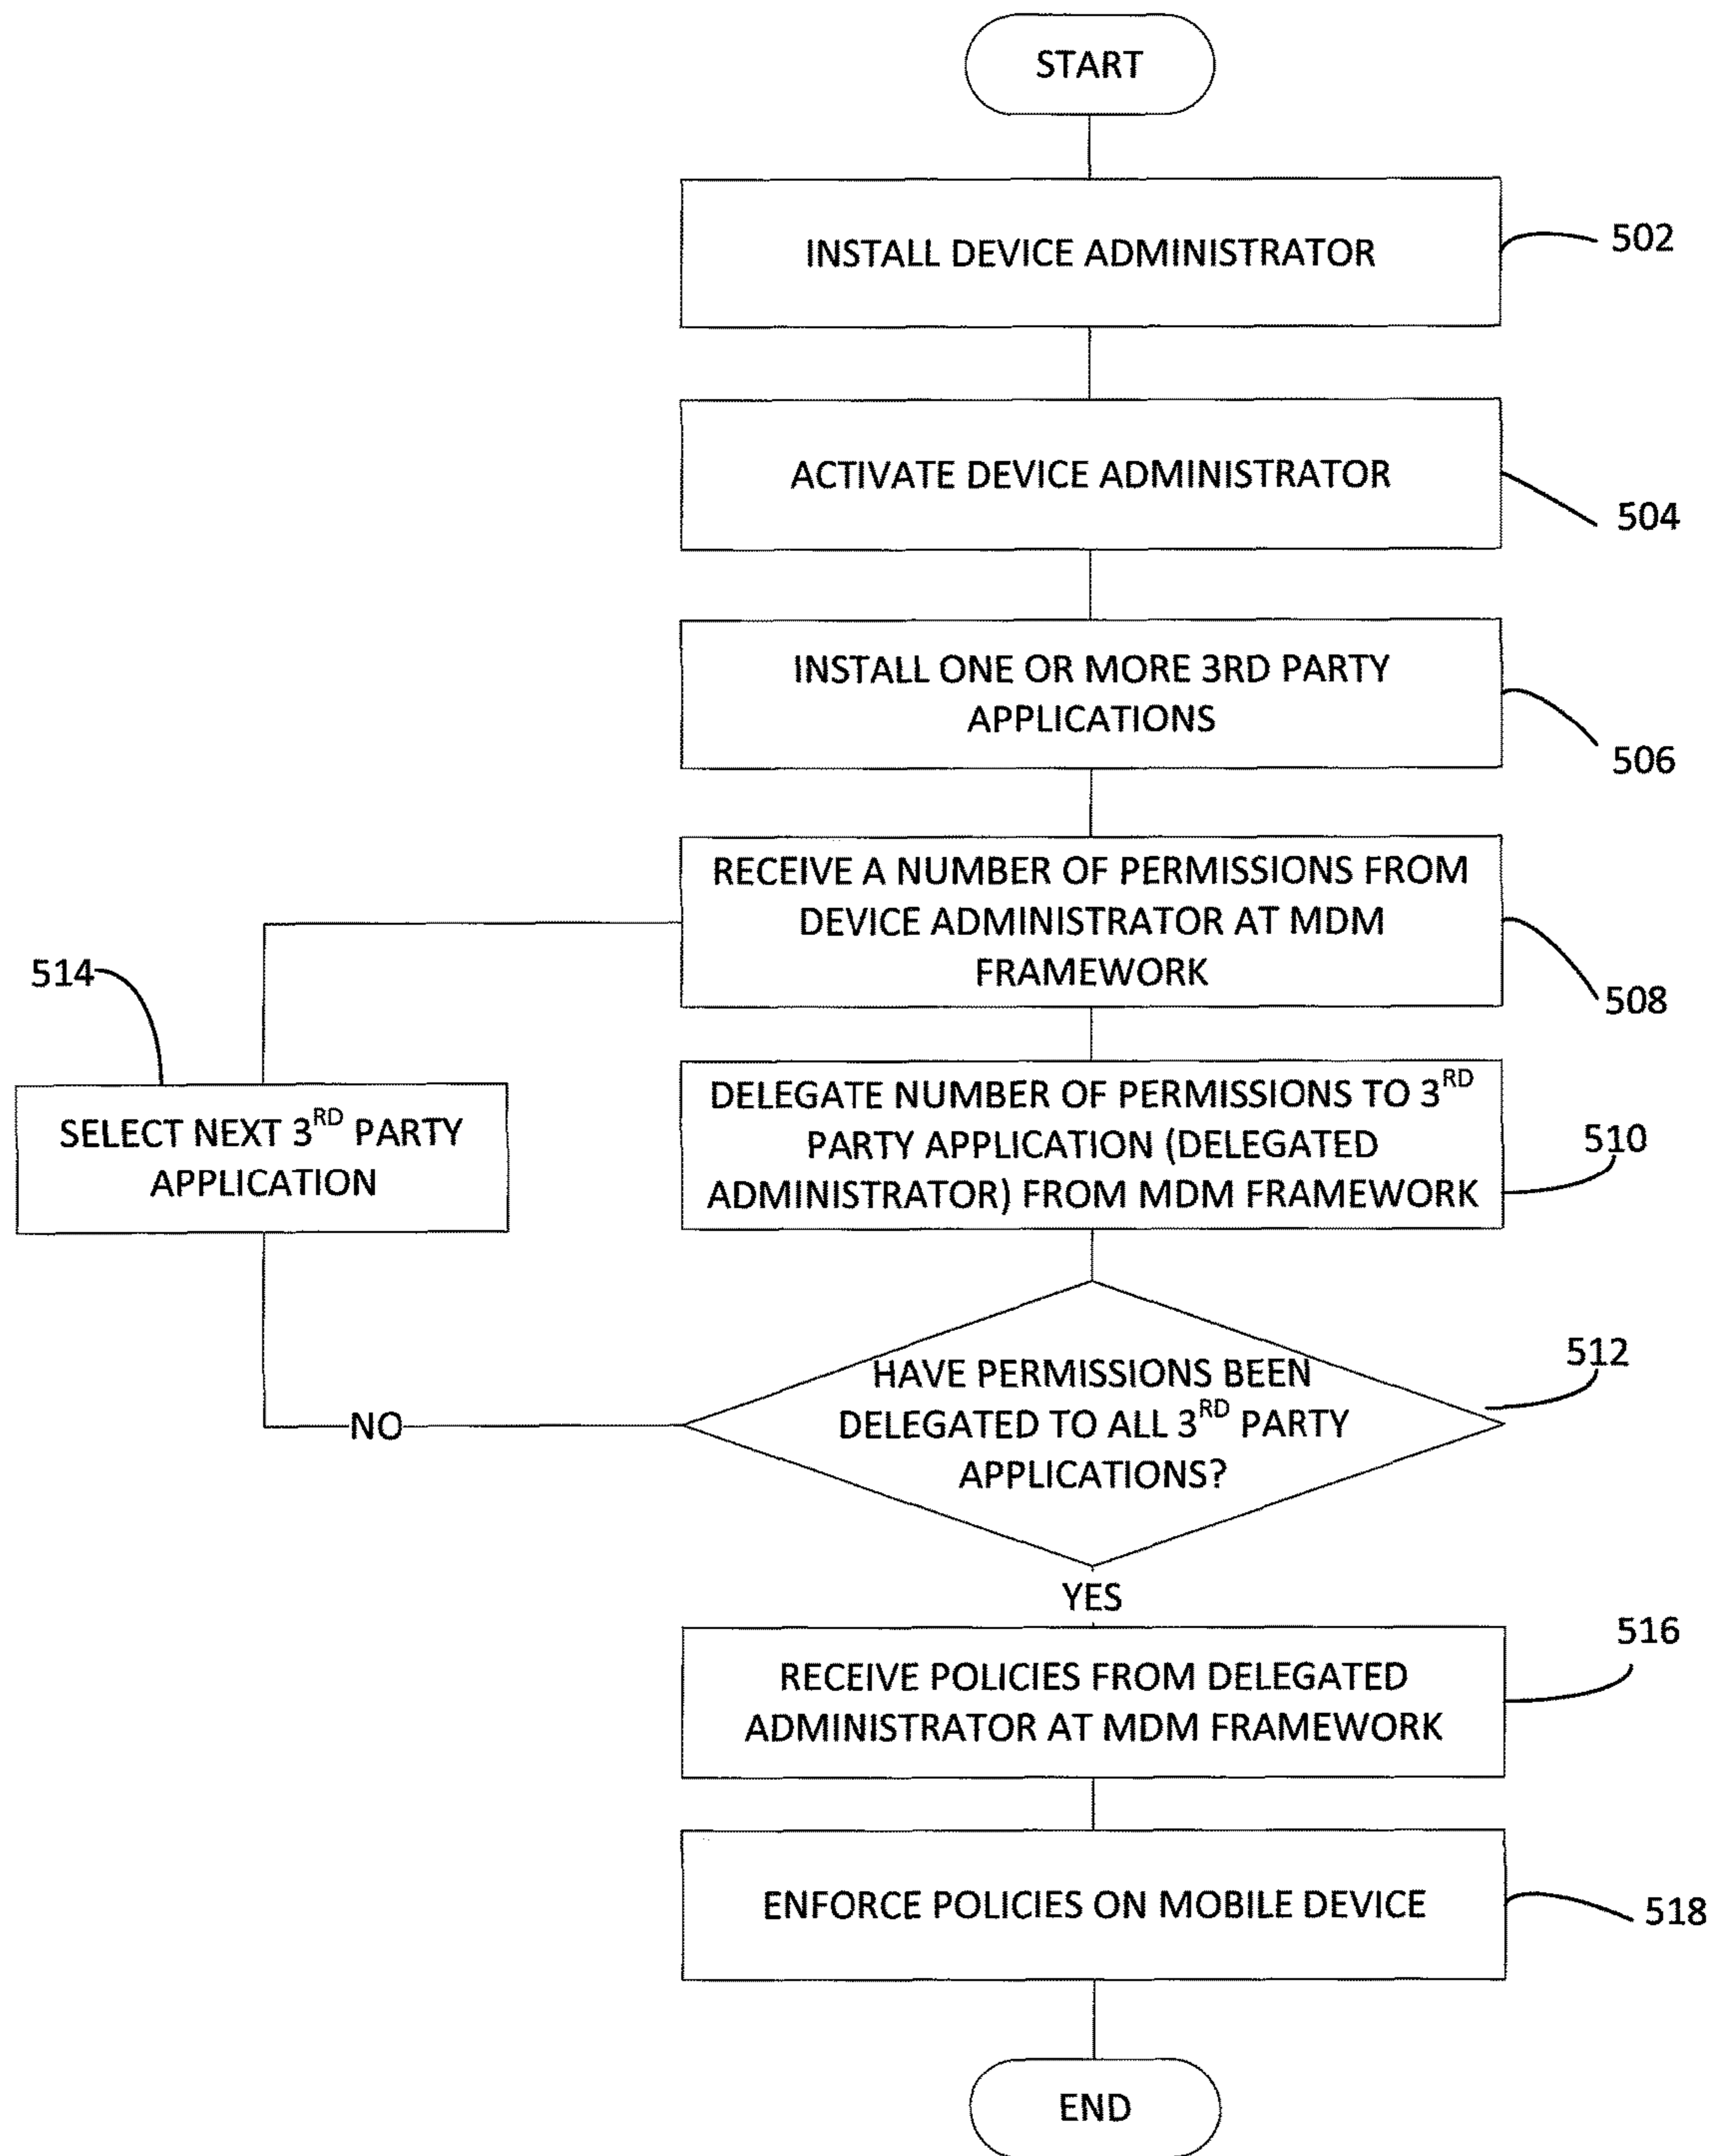 START
INSTALL DEVICE ADMINISTRATOR
502
ACTIVATE DEVICE ADMINISTRATOR
504
INSTALL ONE OR MORE 3RD PARTY
APPLICATIONS
506
RECEIVE A NUMBER OF PERMISSIONS FROM
DEVICE ADMINISTRATOR AT MDM
FRAMEWORK
508
514
SELECT NEXT 3RD PARTY
APPLICATION
DELEGATE NUMBER OF PERMISSIONS TO 3RD
PARTY APPLICATION (DELEGATED
ADMINISTRATOR) FROM MDM FRAMEWORK
510
HAVE PERMISSIONS BEEN
DELEGATED TO ALL 3RD PARTY
APPLICATIONS?
512
NO
YES
RECEIVE POLICIES FROM DELEGATED
ADMINISTRATOR AT MDM FRAMEWORK
516
ENFORCE POLICIES ON MOBILE DEVICE
518
END